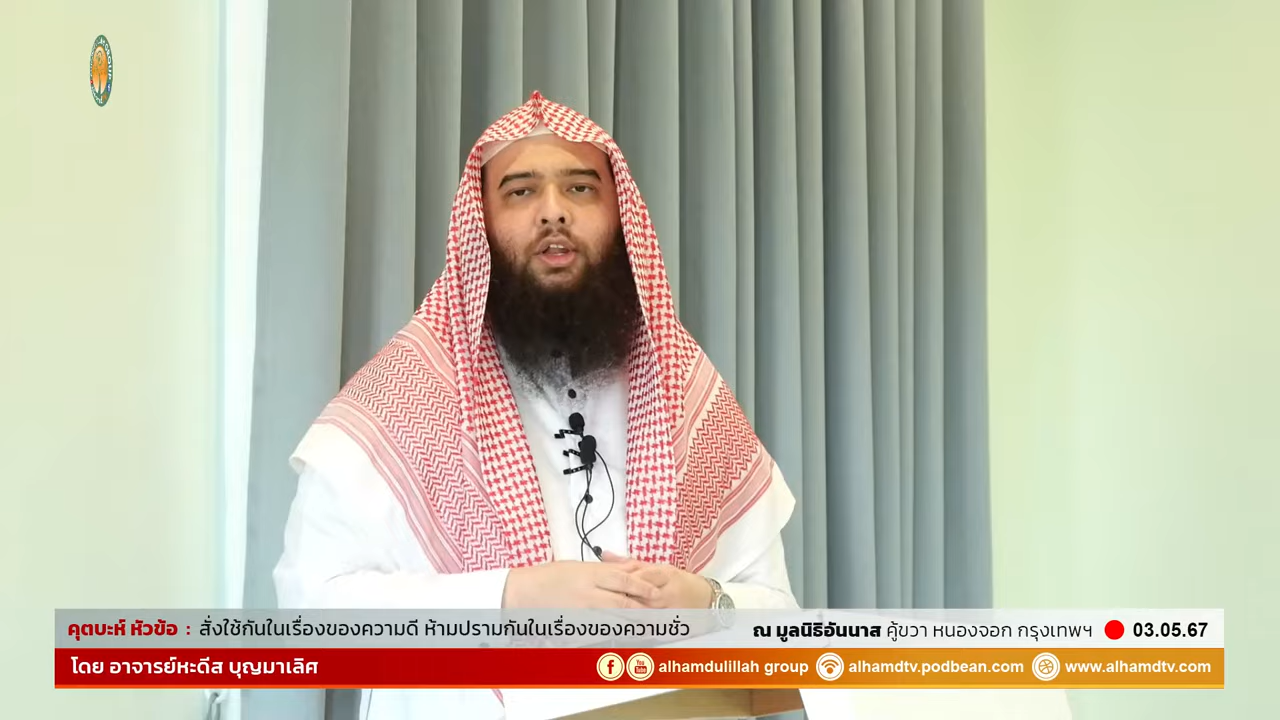 คุตบะห์ หัวข้อ : สั่งใช้กันในเรื่องของความดี ห้ามปรามกันในเรื่องของความชั่ว
ณ มูลนิธิอันนาส คู้ขวา หนองจอก กรุงเทพฯ 03.05.67
โดย อาจารย์หะดีส บุญมาเลิศ
f You Tube alhamdulillah group alhamdtv.podbean.com www.alhamdtv.com